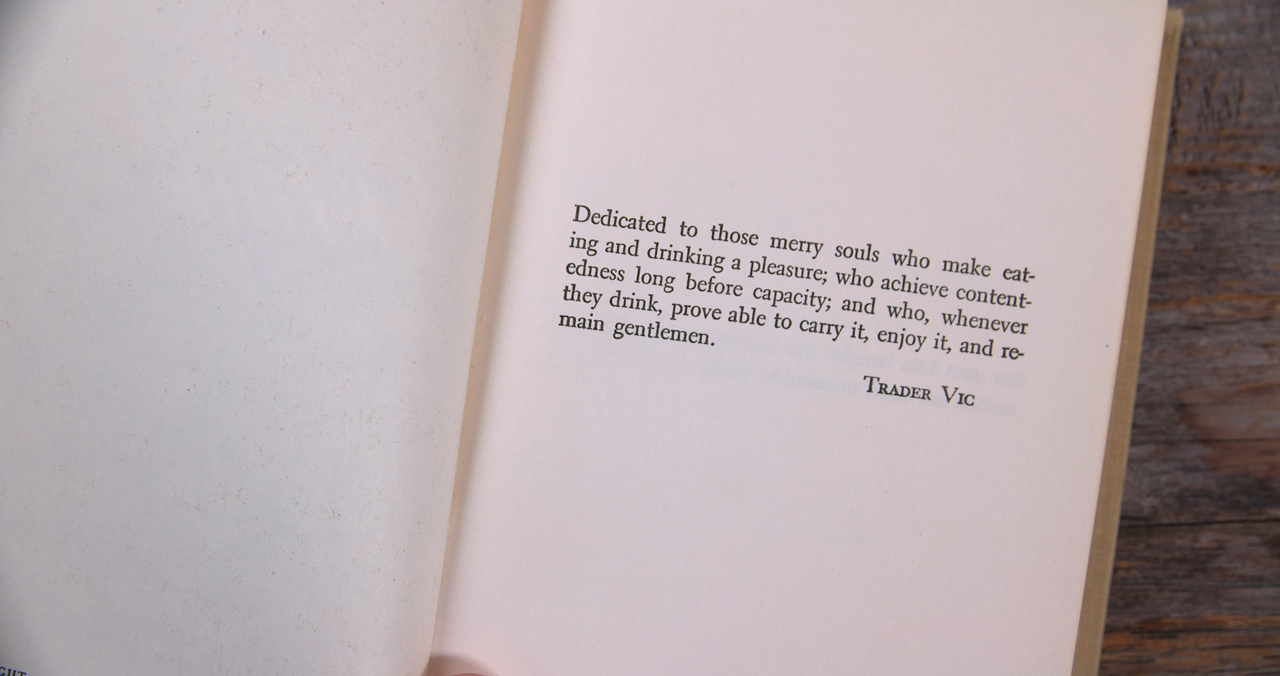 Dedicated to those merry souls who make eat-
ing and drinking a pleasure; who achieve content-
edness long before capacity; and who, whenever
they drink, prove able to carry it, enjoy it, and re-
main gentlemen.
Trader Vic